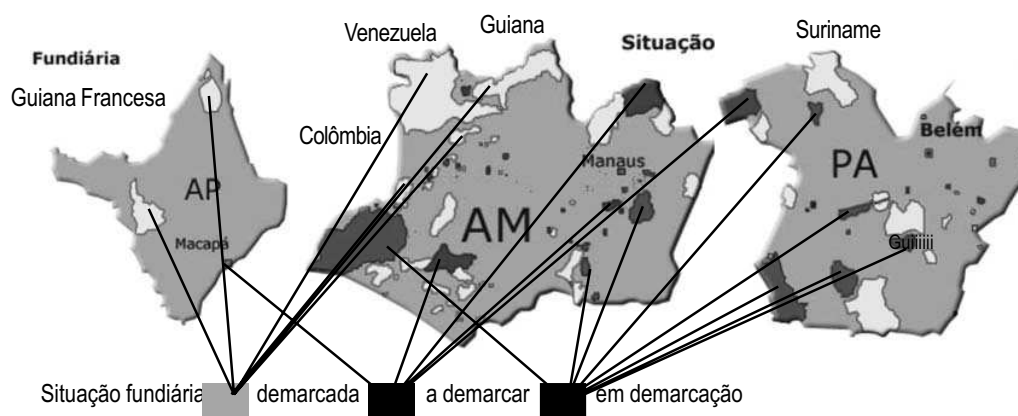 Venezuela
Guiana
Situação
Suriname
Fundiária
Guiana Francesa
Colômbia
Belém
Manaus
PA
AP
AM
Macapá
Situação fundiária
demarcada
a demarcar
em demarcação